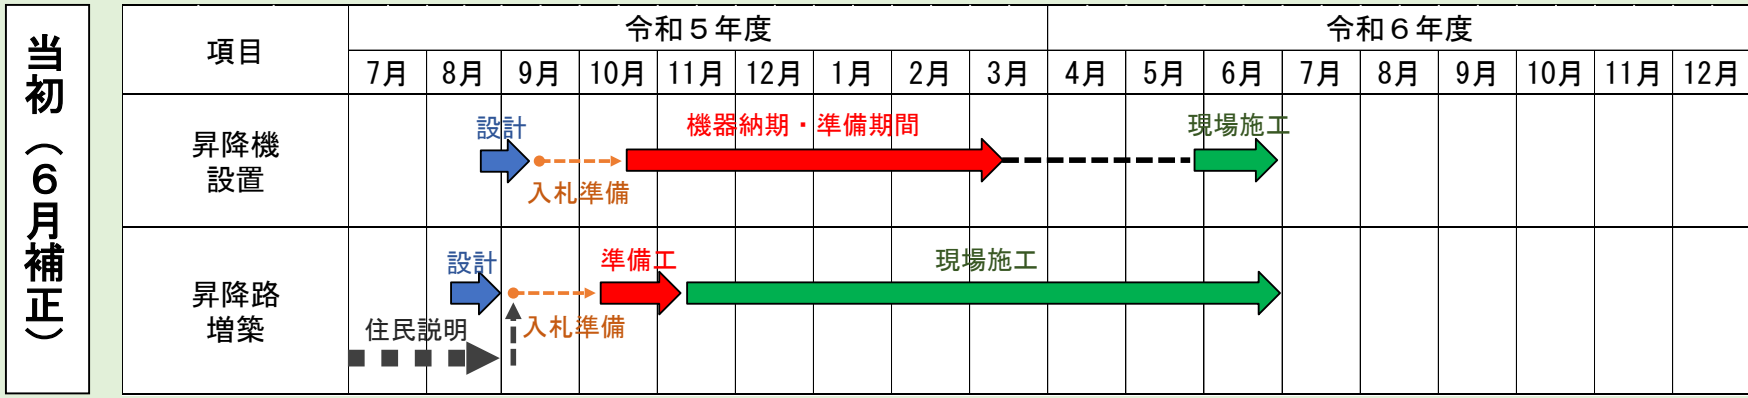 当初（６月補正）
項目
令和５年度
令和６年度
7月 8月 9月 10月 11月 12月 1月 2月 3月 4月 5月 6月 7月 8月 9月 10月 11月 12月
昇降機
設置
設計
入札準備
機器納期・準備期間
現場施工
昇降路
増築
住民説明
設計
入札準備
準備工
現場施工